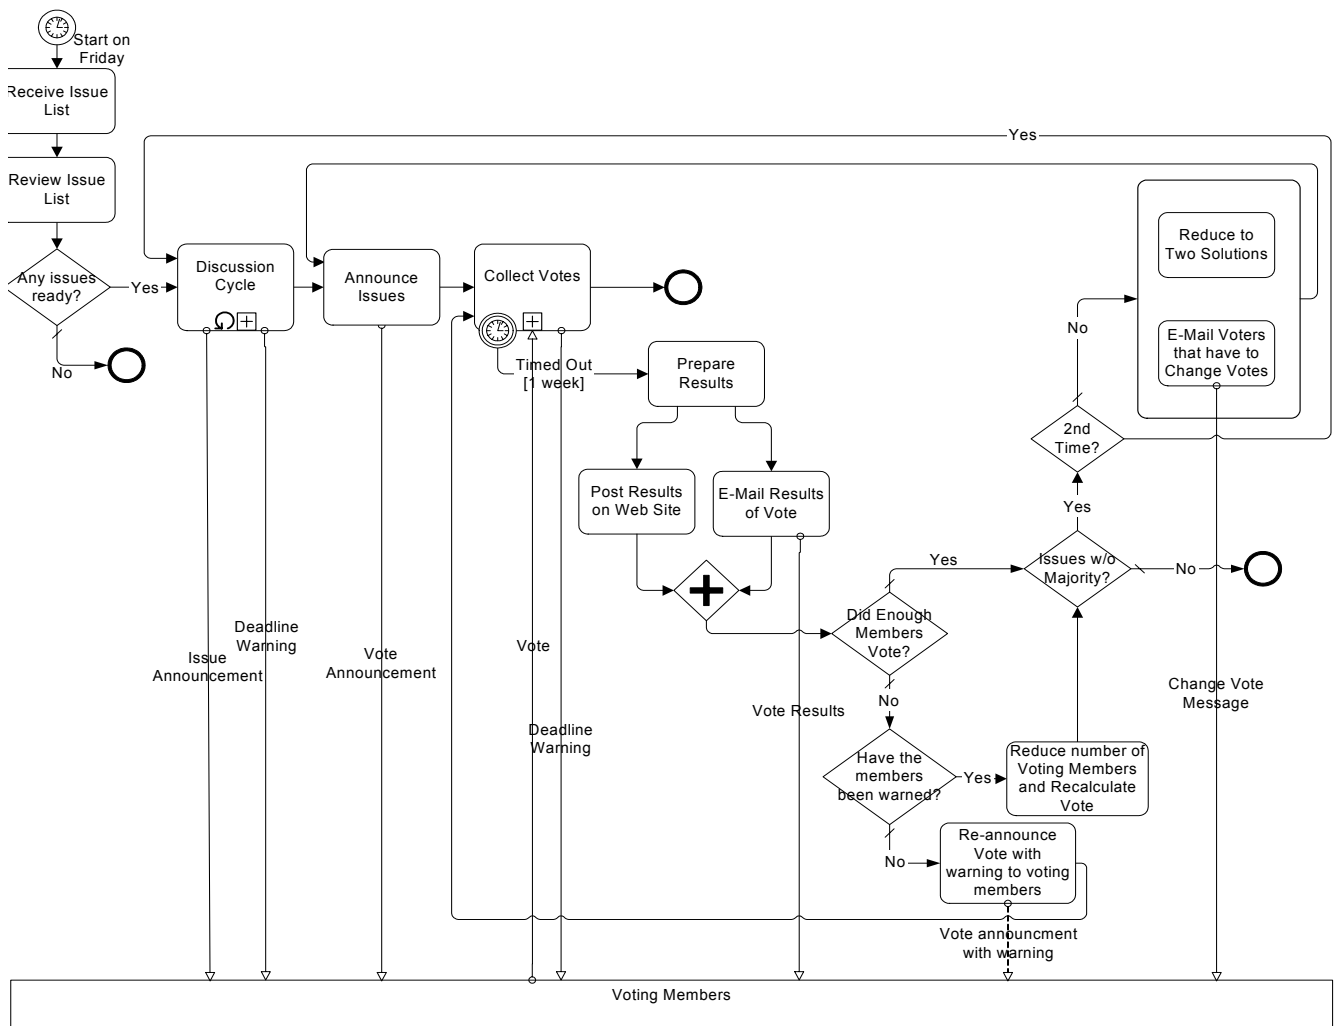 Start on
Friday
Receive Issue
List
Review Issue
List
Any issues
ready?
Yes
No
Discussion
Cycle
Announce
Issues
Collect Votes
Timed Out
[1 week]
Prepare
Results
Post Results
on Web Site
E-Mail Results
of Vote
Did Enough
Members
Vote?
Yes
No
Have the
members
been warned?
Yes
No
Reduce number of
Voting Members
and Recalculate
Vote
Re-announce
Vote with
warning to voting
members
Issues w/o
Majority?
Yes
No
2nd
Time?
No
Yes
Reduce to
Two Solutions
E-Mail Voters
that have to
Change Votes
Issue
Announcement
Deadline
Warning
Vote
Announcement
Vote
Deadline
Warning
Vote Results
Vote announcment
with warning
Change Vote
Message
Voting Members